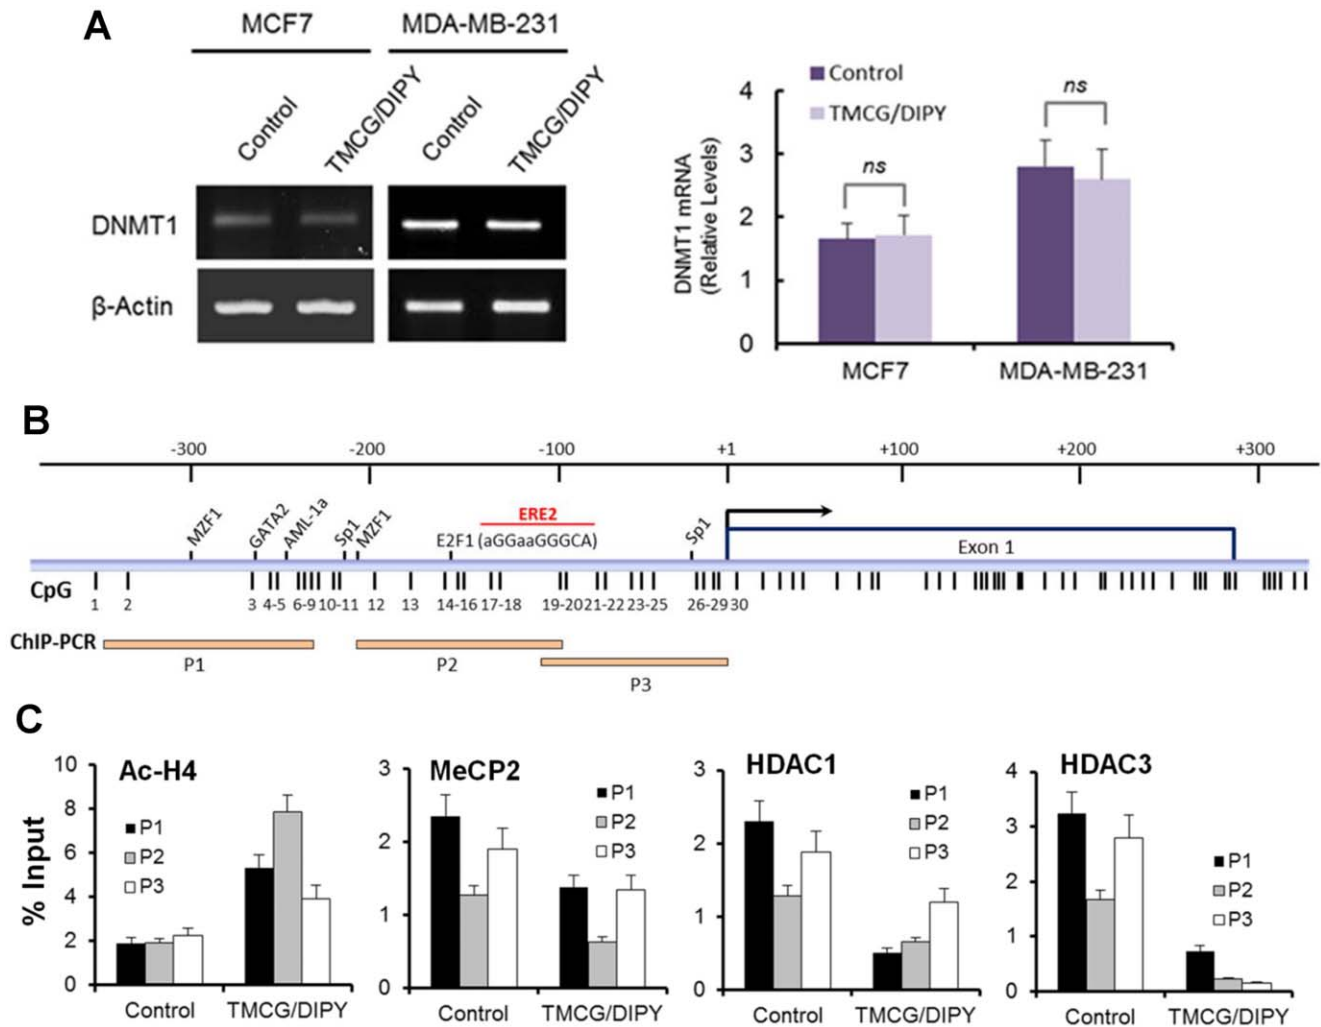 A
MCF7
MDA-MB-231
Control
TMCG/DIPY
Control
TMCG/DIPY
DNMT1
β-Actin
Control
TMCG/DIPY
DNMT1 mRNA
(Relative Levels)
4
3
2
1
0
ns
ns
MCF7
MDA-MB-231
B
-300
-200
-100
+1
+100
+200
+300
MZF1
GATA2
AML-1a
Sp1
MZF1
E2F1
ERE2
(aGGaaGGGCA)
Sp1
Exon 1
CpG
1 2 3 4-5 6-9 10-11 12 13 14-16 17-18 19-20 21-22 23-25 26-29 30
ChIP-PCR
P1
P2
P3
C
% Input
Ac-H4
10
8
6
4
2
0
P1
P2
P3
Control
TMCG/DIPY
MeCP2
3
2
1
0
P1
P2
P3
Control
TMCG/DIPY
HDAC1
3
2
1
0
P1
P2
P3
Control
TMCG/DIPY
HDAC3
4
3
2
1
0
P1
P2
P3
Control
TMCG/DIPY